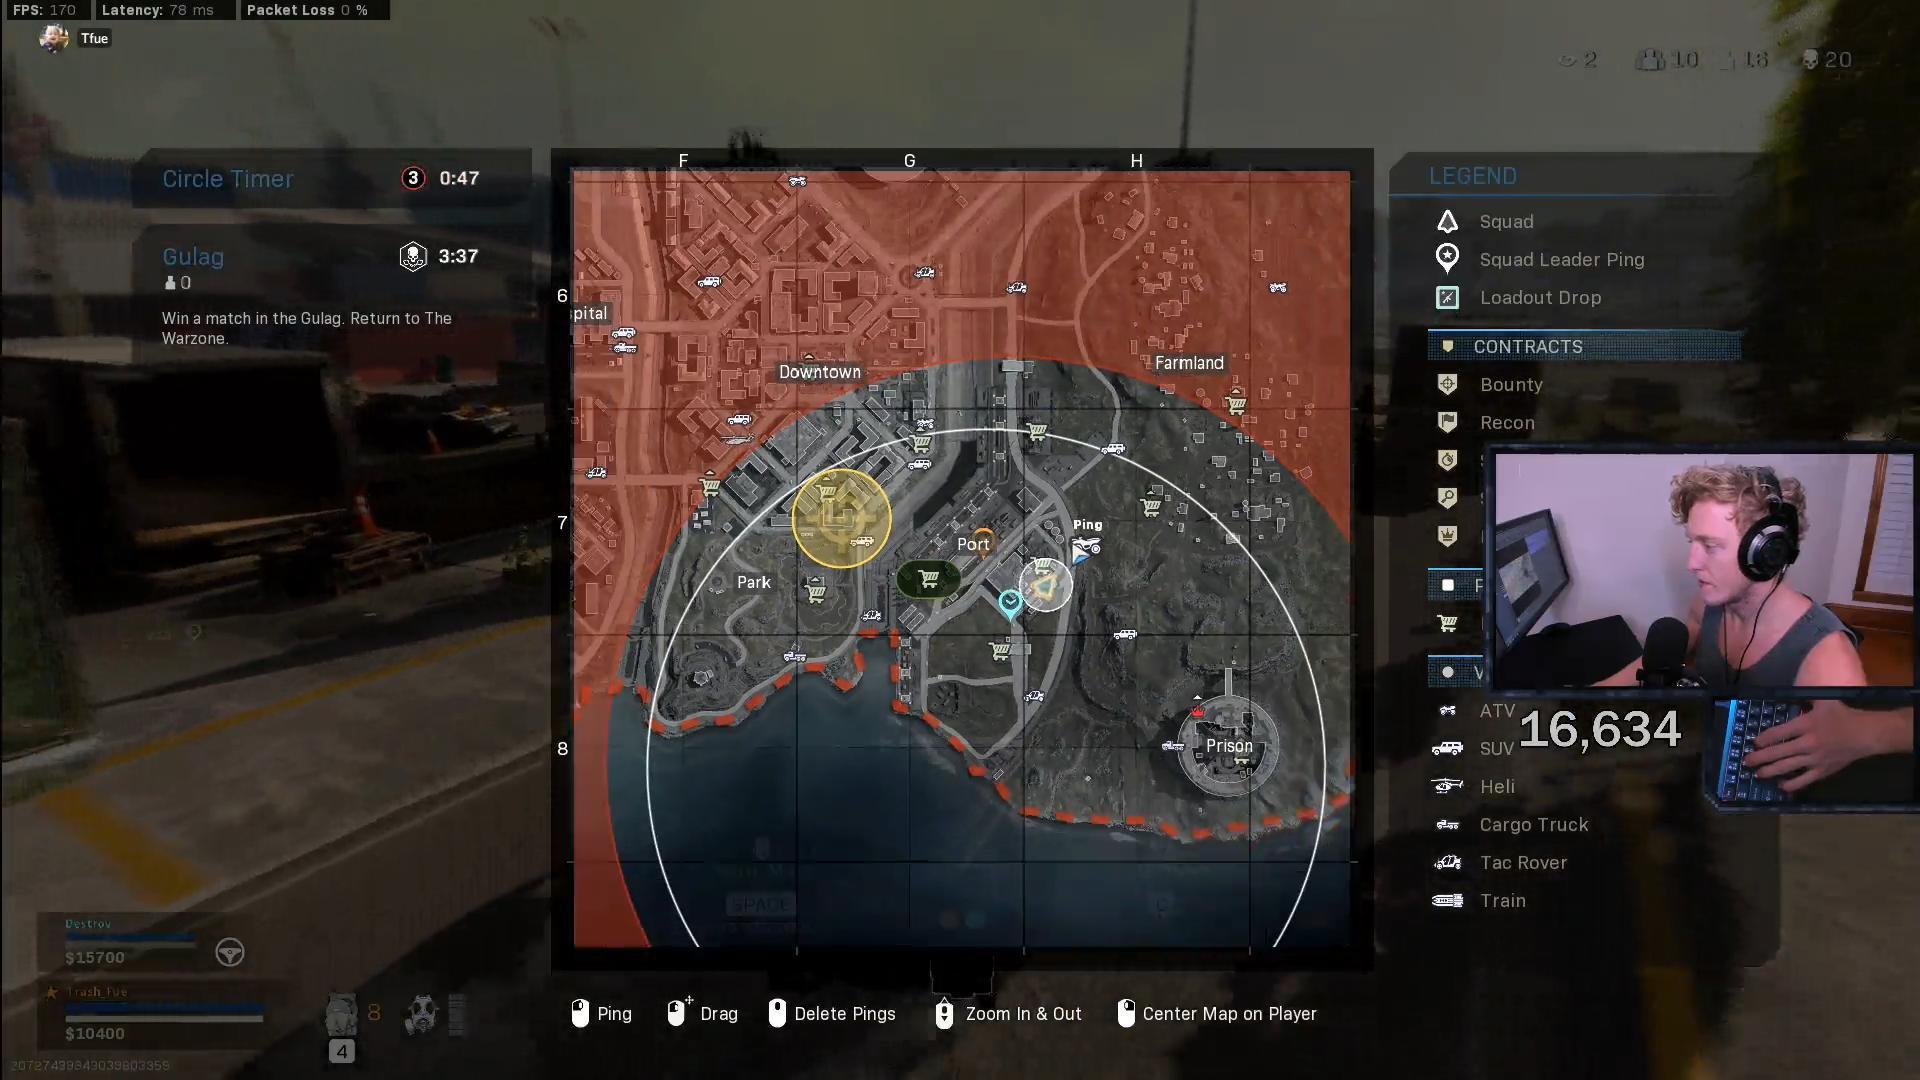 FPS: 170 Latency: 78 ms Packet Loss 0 %
Tfue
2 10 16 20
Circle Timer 3 0:47
Gulag 3:37
0
Win a match in the Gulag. Return to The
Warzone.
F G H
6
7
8
pital
Downtown
Farmland
Ping
Port
Park
Prison
SPACE
LEGEND
Squad
Squad Leader Ping
Loadout Drop
CONTRACTS
Bounty
Recon
ATV
SUV
Heli
Cargo Truck
Tac Rover
Train
16,634
Destroy
$15700
Trash_Fue
$10400
8
4
Ping Drag Delete Pings Zoom In & Out Center Map on Player